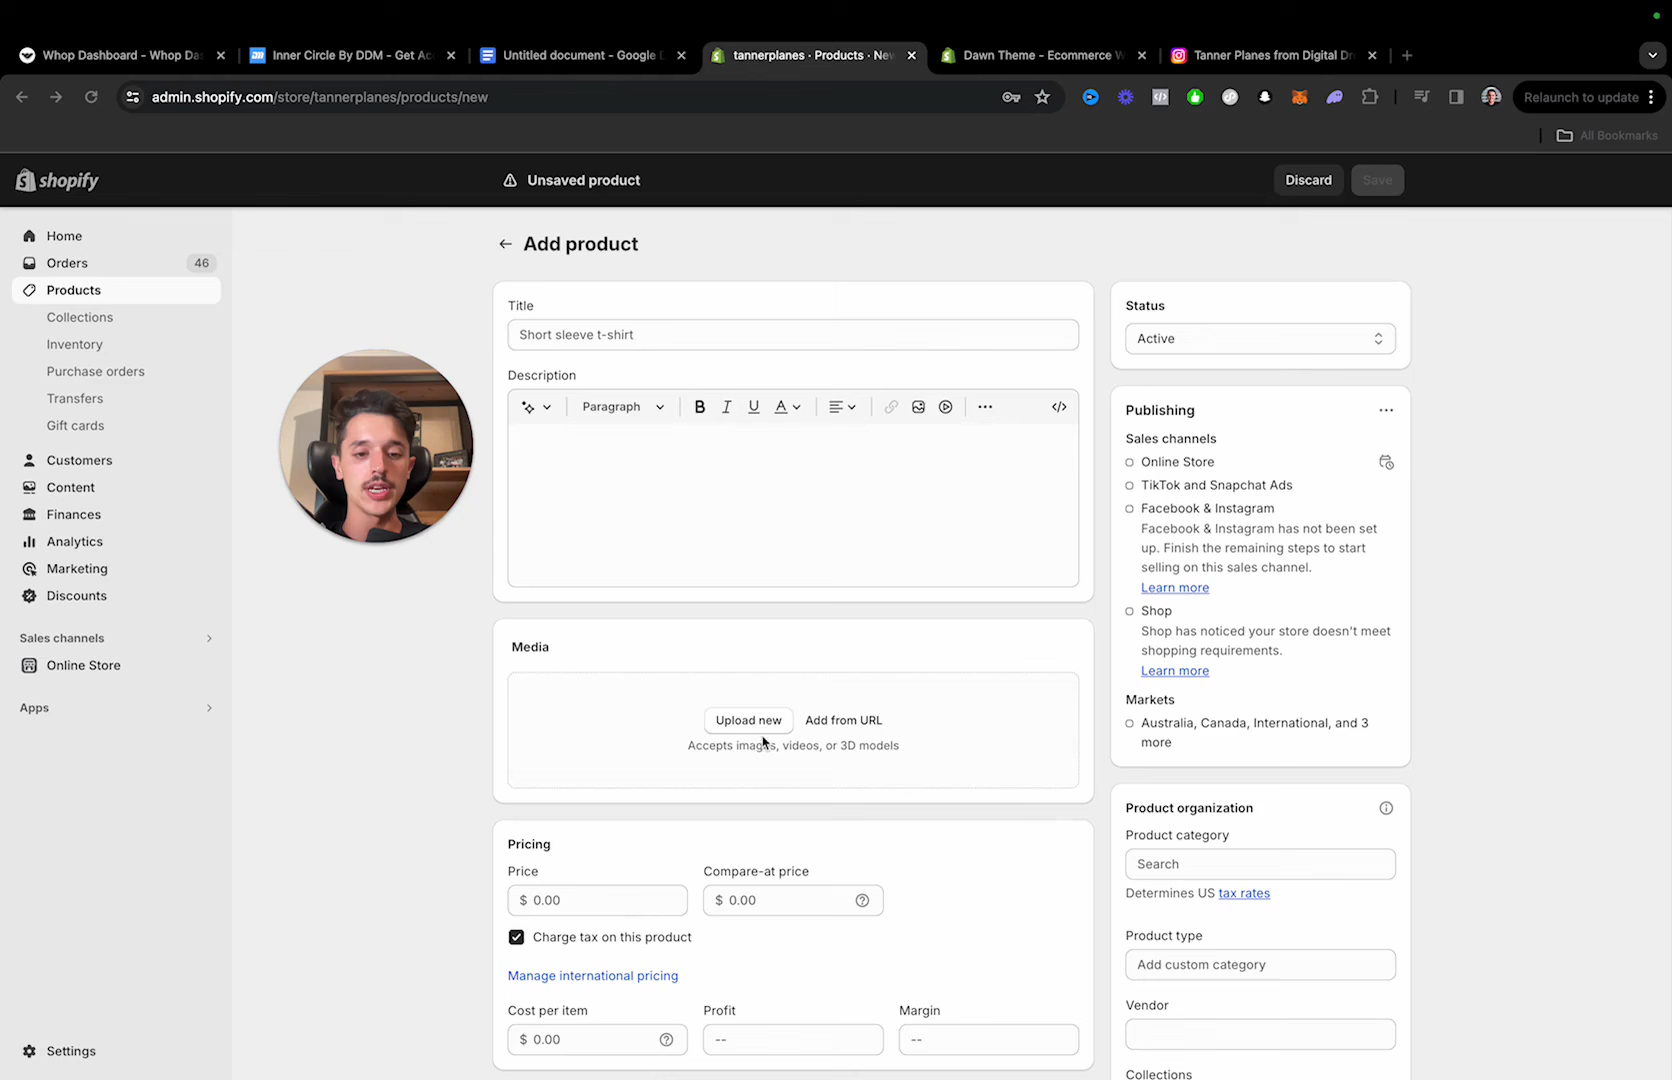 Whop Dashboard - Whop Da
Inner Circle By DDM - Get Ac
Untitled document - Google
tannerplanes · Products · New
Dawn Theme - Ecommerce W
Tanner Planes from Digital Dr
admin.shopify.com/store/tannerplanes/products/new
Relaunch to update
All Bookmarks
shopify
Unsaved product
Discard
Save
Home
Orders
46
Products
Collections
Inventory
Purchase orders
Transfers
Gift cards
Customers
Content
Finances
Analytics
Marketing
Discounts
Sales channels
Online Store
Apps
Settings
Add product
Title
Short sleeve t-shirt
Description
Paragraph
B I U A
Media
Upload new
Add from URL
Accepts images, videos, or 3D models
Pricing
Price
Compare-at price
$ 0.00
$ 0.00
Charge tax on this product
Manage international pricing
Cost per item
Profit
Margin
$ 0.00
--
--
Status
Active
Publishing
Sales channels
Online Store
TikTok and Snapchat Ads
Facebook & Instagram
Facebook & Instagram has not been set
up. Finish the remaining steps to start
selling on this sales channel.
Learn more
Shop
Shop has noticed your store doesn't meet
shopping requirements.
Learn more
Markets
Australia, Canada, International, and 3
more
Product organization
Product category
Search
Determines US tax rates
Product type
Add custom category
Vendor
Collections